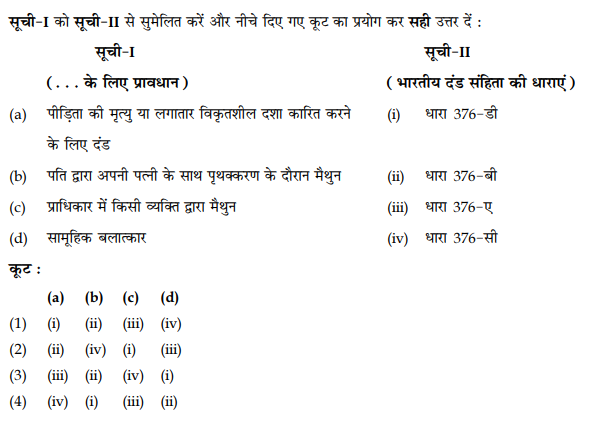 सूची-I को सूची-II से सुमेलित करें और नीचे दिए गए कूट का प्रयोग कर सही उत्तर दें :
सूची-I सूची-II
( . . . के लिए प्रावधान ) ( भारतीय दंड संहिता की धाराएं )
(a) पीड़िता की मृत्यु या लगातार विकृतशील दशा कारित करने (i) धारा 376-डी
के लिए दंड
(b) पति द्वारा अपनी पत्नी के साथ पृथक्करण के दौरान मैथुन (ii) धारा 376-बी
(c) प्राधिकार में किसी व्यक्ति द्वारा मैथुन (iii) धारा 376-ए
(d) सामूहिक बलात्कार (iv) धारा 376-सी
कूट :
(a) (b) (c) (d)
(1) (i) (ii) (iii) (iv)
(2) (ii) (iv) (i) (iii)
(3) (iii) (ii) (iv) (i)
(4) (iv) (i) (iii) (ii)